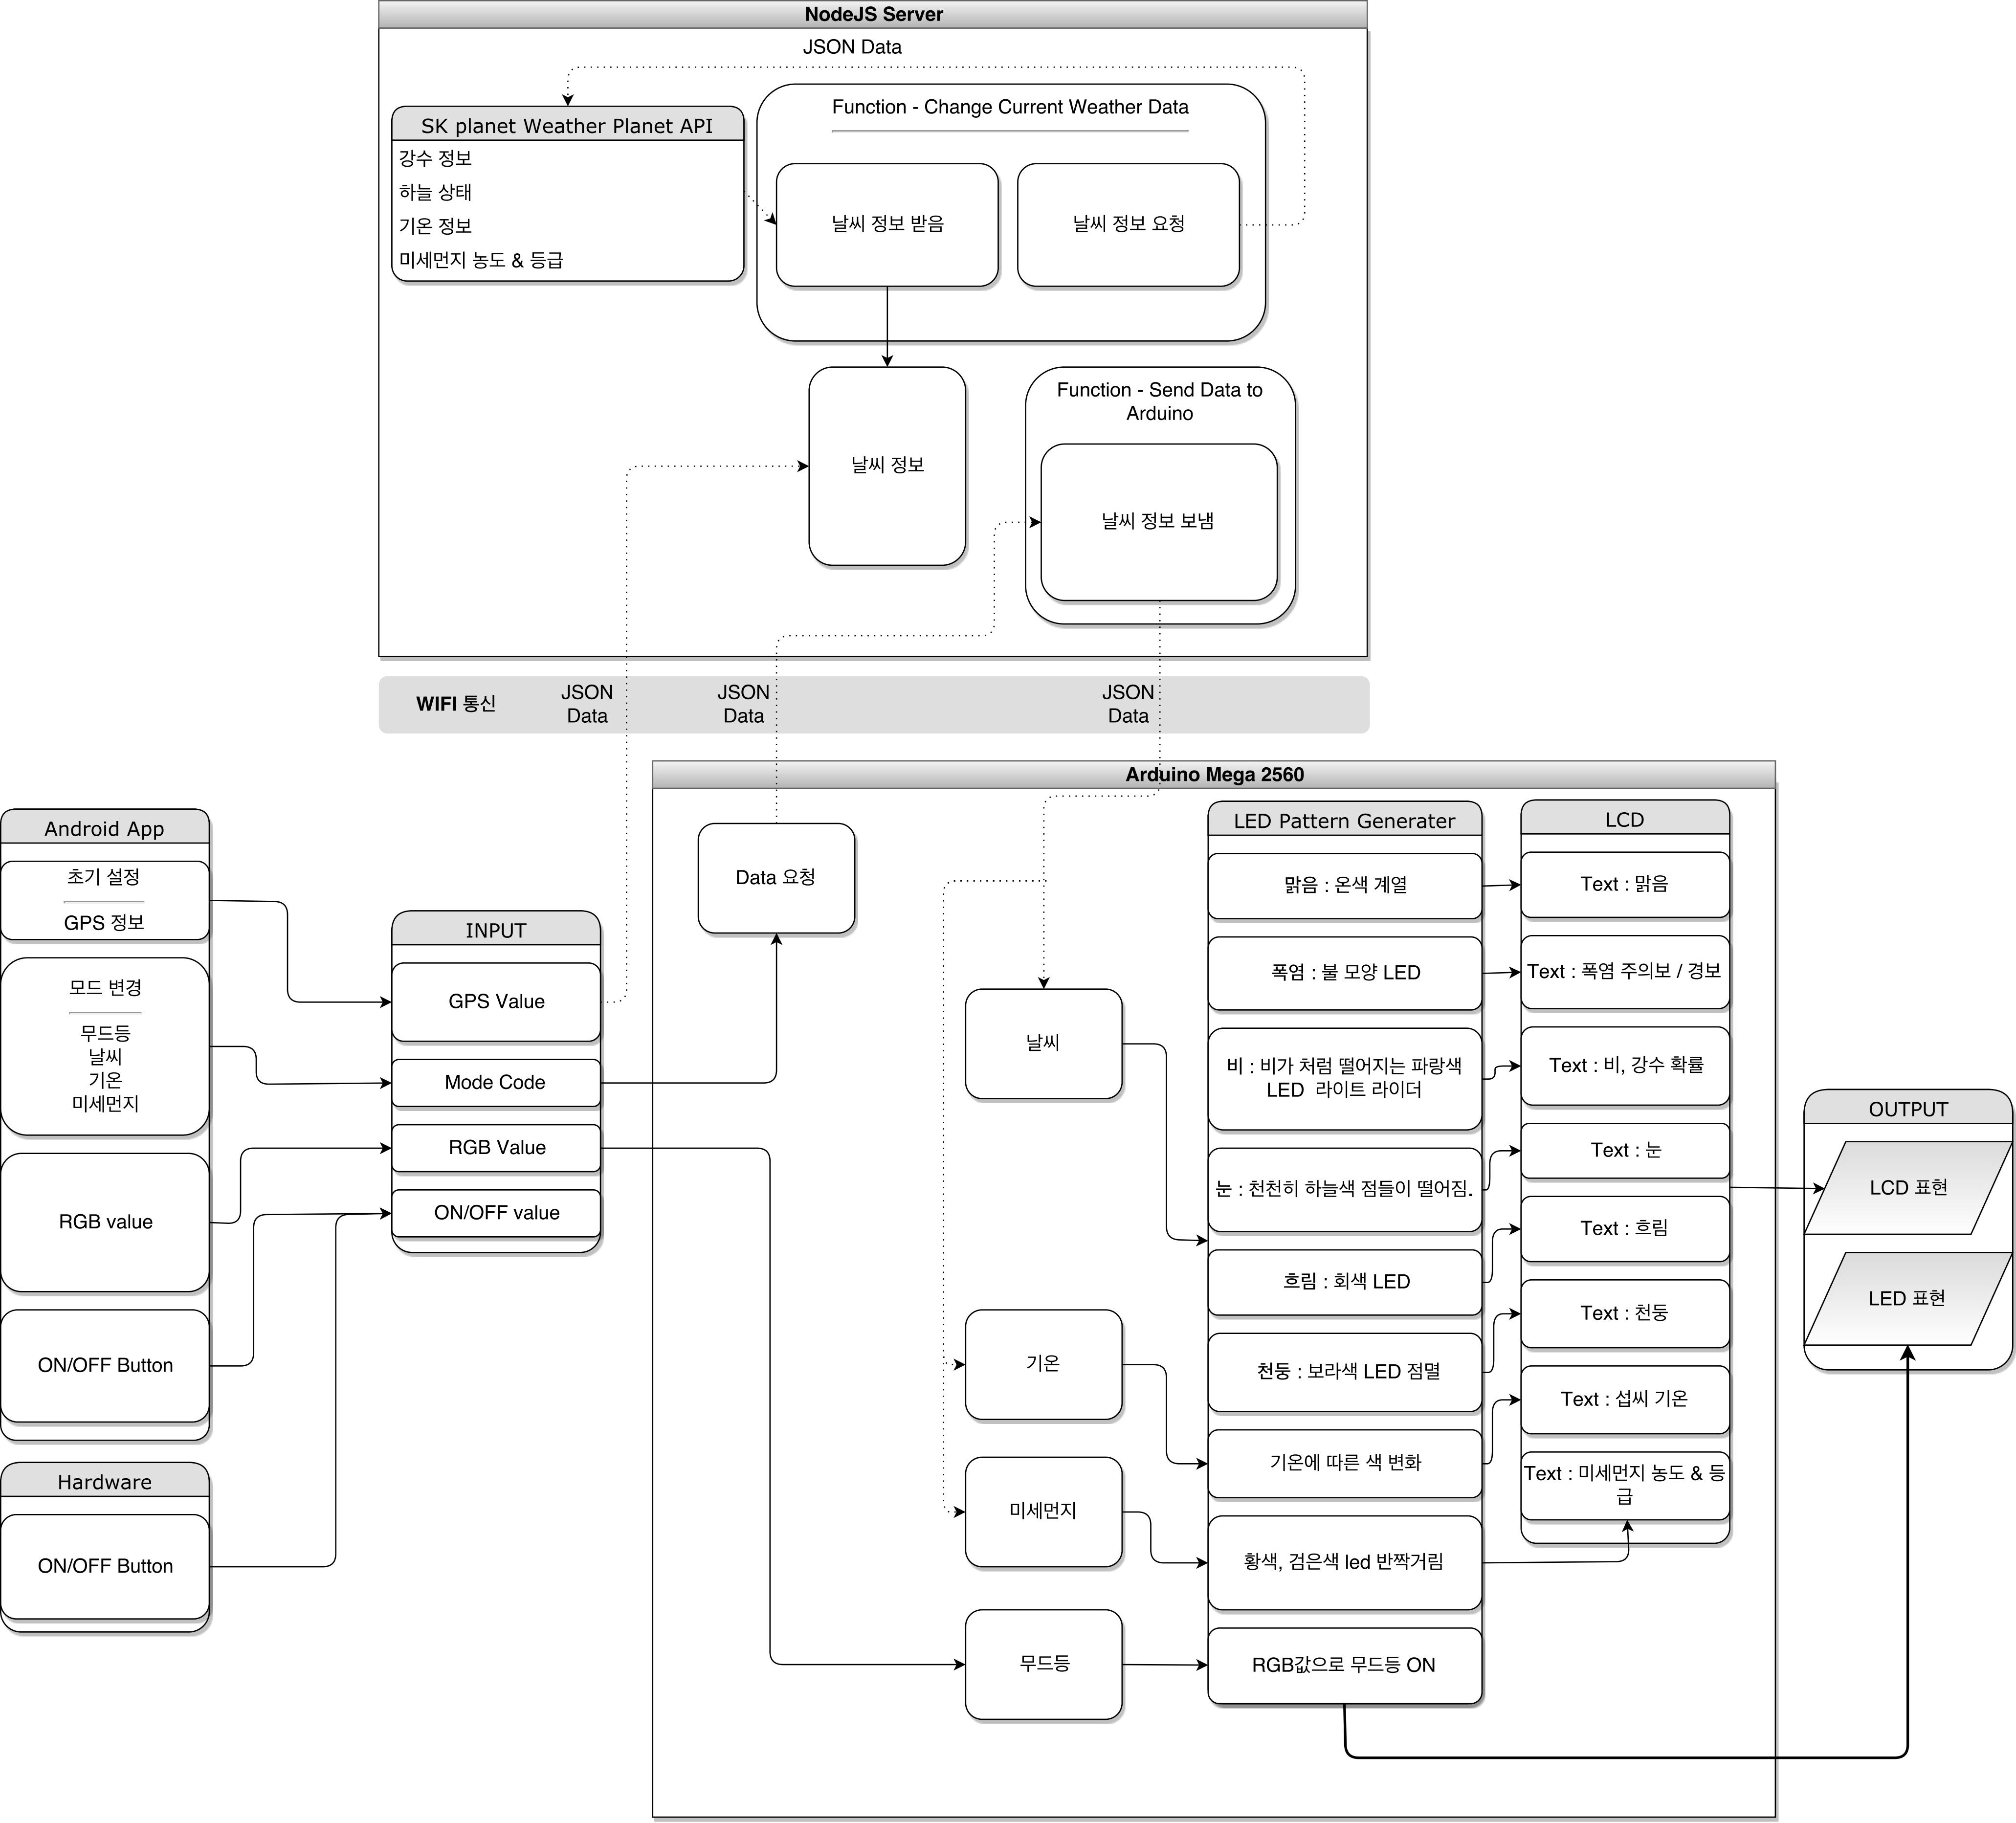 NodeJS Server
JSON Data
SK planet Weather Planet API
강수 정보
하늘 상태
기온 정보
미세먼지 농도 & 등급
Function - Change Current Weather Data
날씨 정보 받음
날씨 정보 요청
날씨 정보
Function - Send Data to
Arduino
날씨 정보 보냄
WIFI 통신
JSON
Data
JSON
Data
JSON
Data
Android App
초기 설정
GPS 정보
모드 변경
무드등
날씨
기온
미세먼지
RGB value
ON/OFF Button
Hardware
ON/OFF Button
INPUT
GPS Value
Mode Code
RGB Value
ON/OFF value
Arduino Mega 2560
Data 요청
날씨
기온
미세먼지
무드등
LED Pattern Generater
맑음 : 온색 계열
폭염 : 불 모양 LED
비 : 비가 처럼 떨어지는 파랑색
LED 라이트 라이더
눈 : 천천히 하늘색 점들이 떨어짐.
흐림 : 회색 LED
천둥 : 보라색 LED 점멸
기온에 따른 색 변화
황색, 검은색 led 반짝거림
RGB값으로 무드등 ON
LCD
Text : 맑음
Text : 폭염 주의보 / 경보
Text : 비, 강수 확률
Text : 눈
Text : 흐림
Text : 천둥
Text : 섭씨 기온
Text : 미세먼지 농도 & 등
급
OUTPUT
LCD 표현
LED 표현